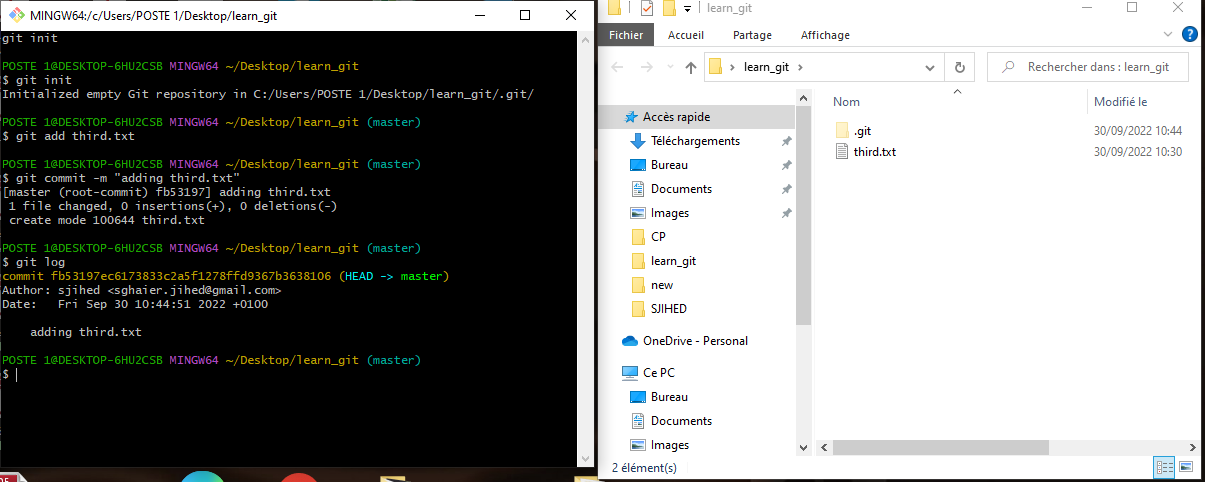 MINGW64:/c/Users/POSTE 1/Desktop/learn_git
git init
POSTE 1@DESKTOP-6HU2CSB MINGW64 ~/Desktop/learn_git
$ git init
Initialized empty Git repository in C:/Users/POSTE 1/Desktop/learn_git/.git/
POSTE 1@DESKTOP-6HU2CSB MINGW64 ~/Desktop/learn_git (master)
$ git add third.txt
POSTE 1@DESKTOP-6HU2CSB MINGW64 ~/Desktop/learn_git (master)
$ git commit -m "adding third.txt"
[master (root-commit) fb53197] adding third.txt
1 file changed, 0 insertions(+), 0 deletions(-)
create mode 100644 third.txt
POSTE 1@DESKTOP-6HU2CSB MINGW64 ~/Desktop/learn_git (master)
$ git log
commit fb53197ec6173833c2a5f1278ffd9367b3638106 (HEAD -> master)
Author: sjihed <sghaier.jihed@gmail.com>
Date:   Fri Sep 30 10:44:51 2022 +0100
adding third.txt
POSTE 1@DESKTOP-6HU2CSB MINGW64 ~/Desktop/learn_git (master)
$
learn_git
Fichier Accueil Partage Affichage
learn_git
Rechercher dans : learn_git
Accès rapide
Téléchargements
Bureau
Documents
Images
CP
learn_git
new
SJIHED
OneDrive - Personal
Ce PC
Bureau
Documents
Images
Nom Modifié le
.git 30/09/2022 10:44
third.txt 30/09/2022 10:30
2 élément(s)